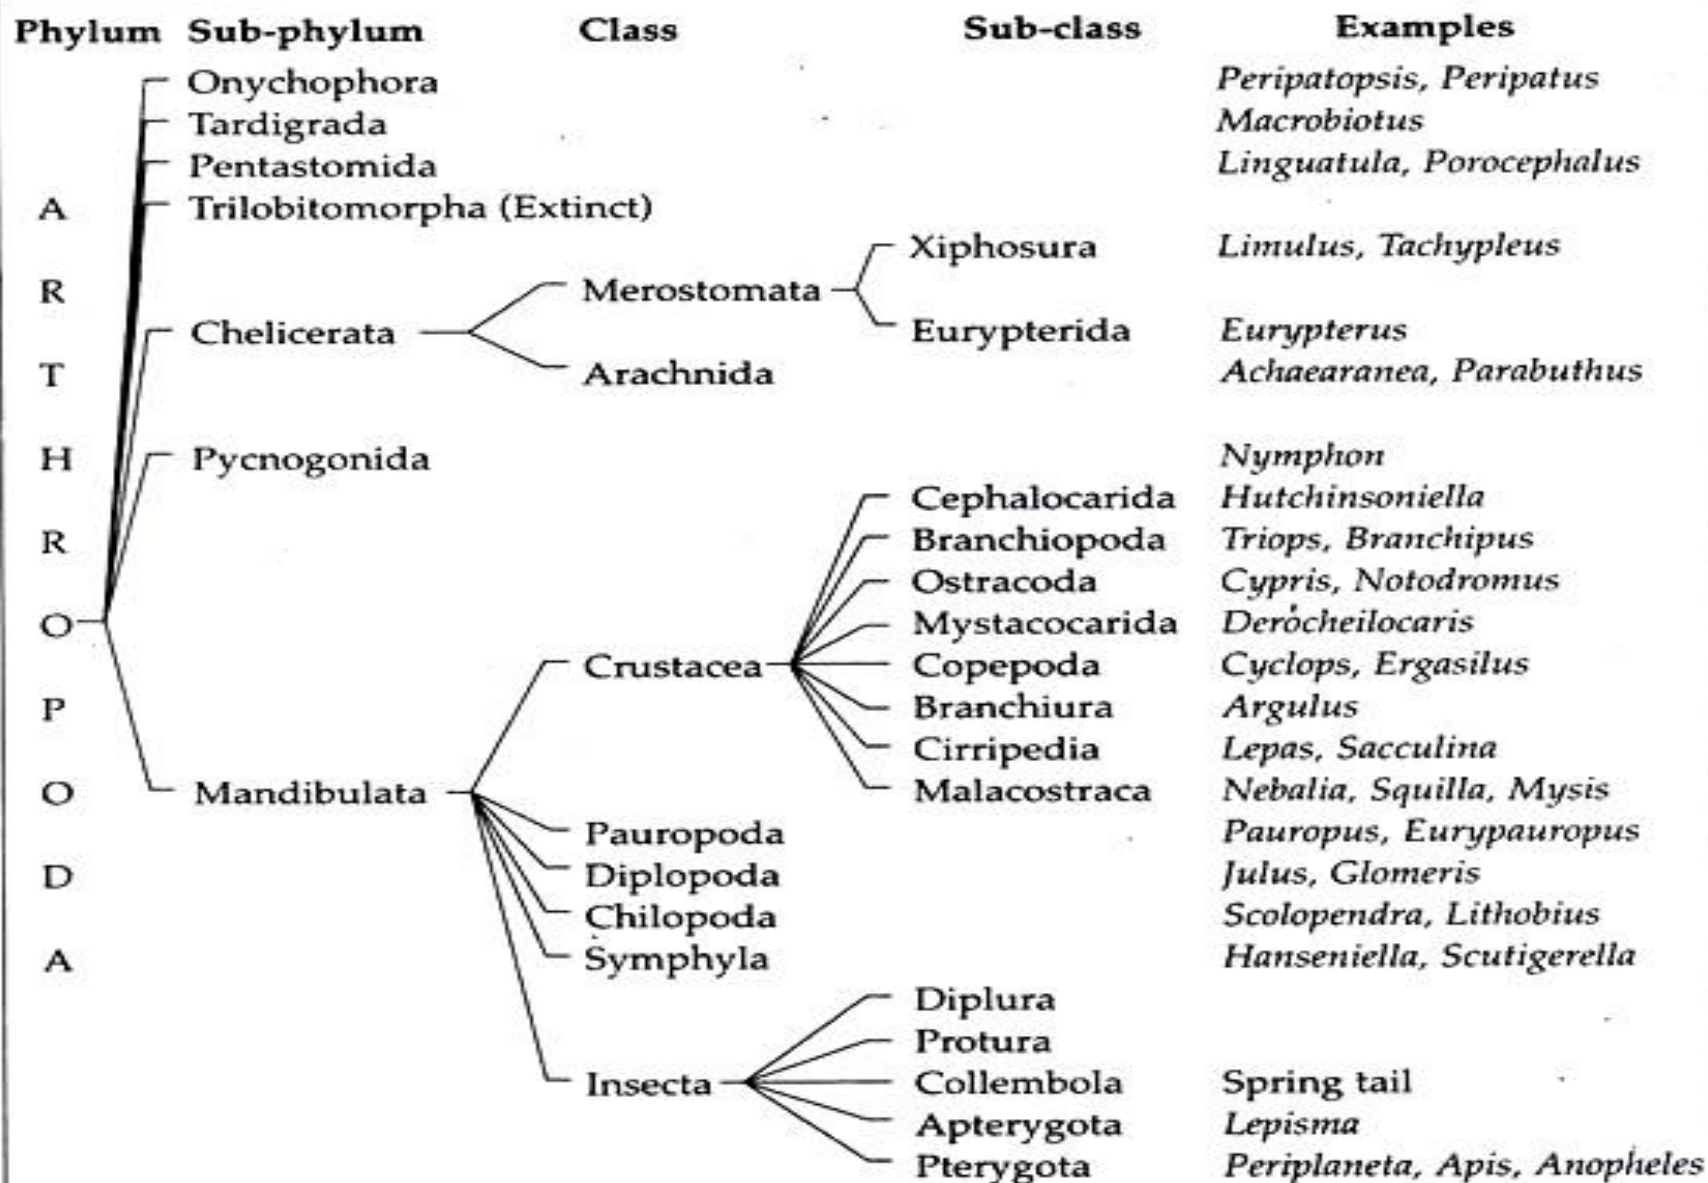 Phylum Sub-phylum Class Sub-class Examples
Onychophora Peripatopsis, Peripatus
Tardigrada Macrobiotus
Pentastomida Linguatula, Porocephalus
A Trilobitomorpha (Extinct)
Xiphosura Limulus, Tachypleus
R Merostomata
Chelicerata Eurypterida Eurypterus
T Arachnida Achaearanea, Parabuthus
H Pycnogonida Nymphon
Cephalocarida Hutchinsoniella
R Branchiopoda Triops, Branchipus
Ostracoda Cypris, Notodromus
O Mystacocarida Derocheilocaris
Crustacea Copepoda Cyclops, Ergasilus
P Branchiura Argulus
Cirripedia Lepas, Sacculina
O Mandibulata Malacostraca Nebalia, Squilla, Mysis
Pauropoda Pauropus, Eurypauropus
D Diplopoda Julus, Glomeris
Chilopoda Scolopendra, Lithobius
A Symphyla Hanseniella, Scutigerella
Diplura
Protura
Insecta Collembola Spring tail
Apterygota Lepisma
Pterygota Periplaneta, Apis, Anopheles